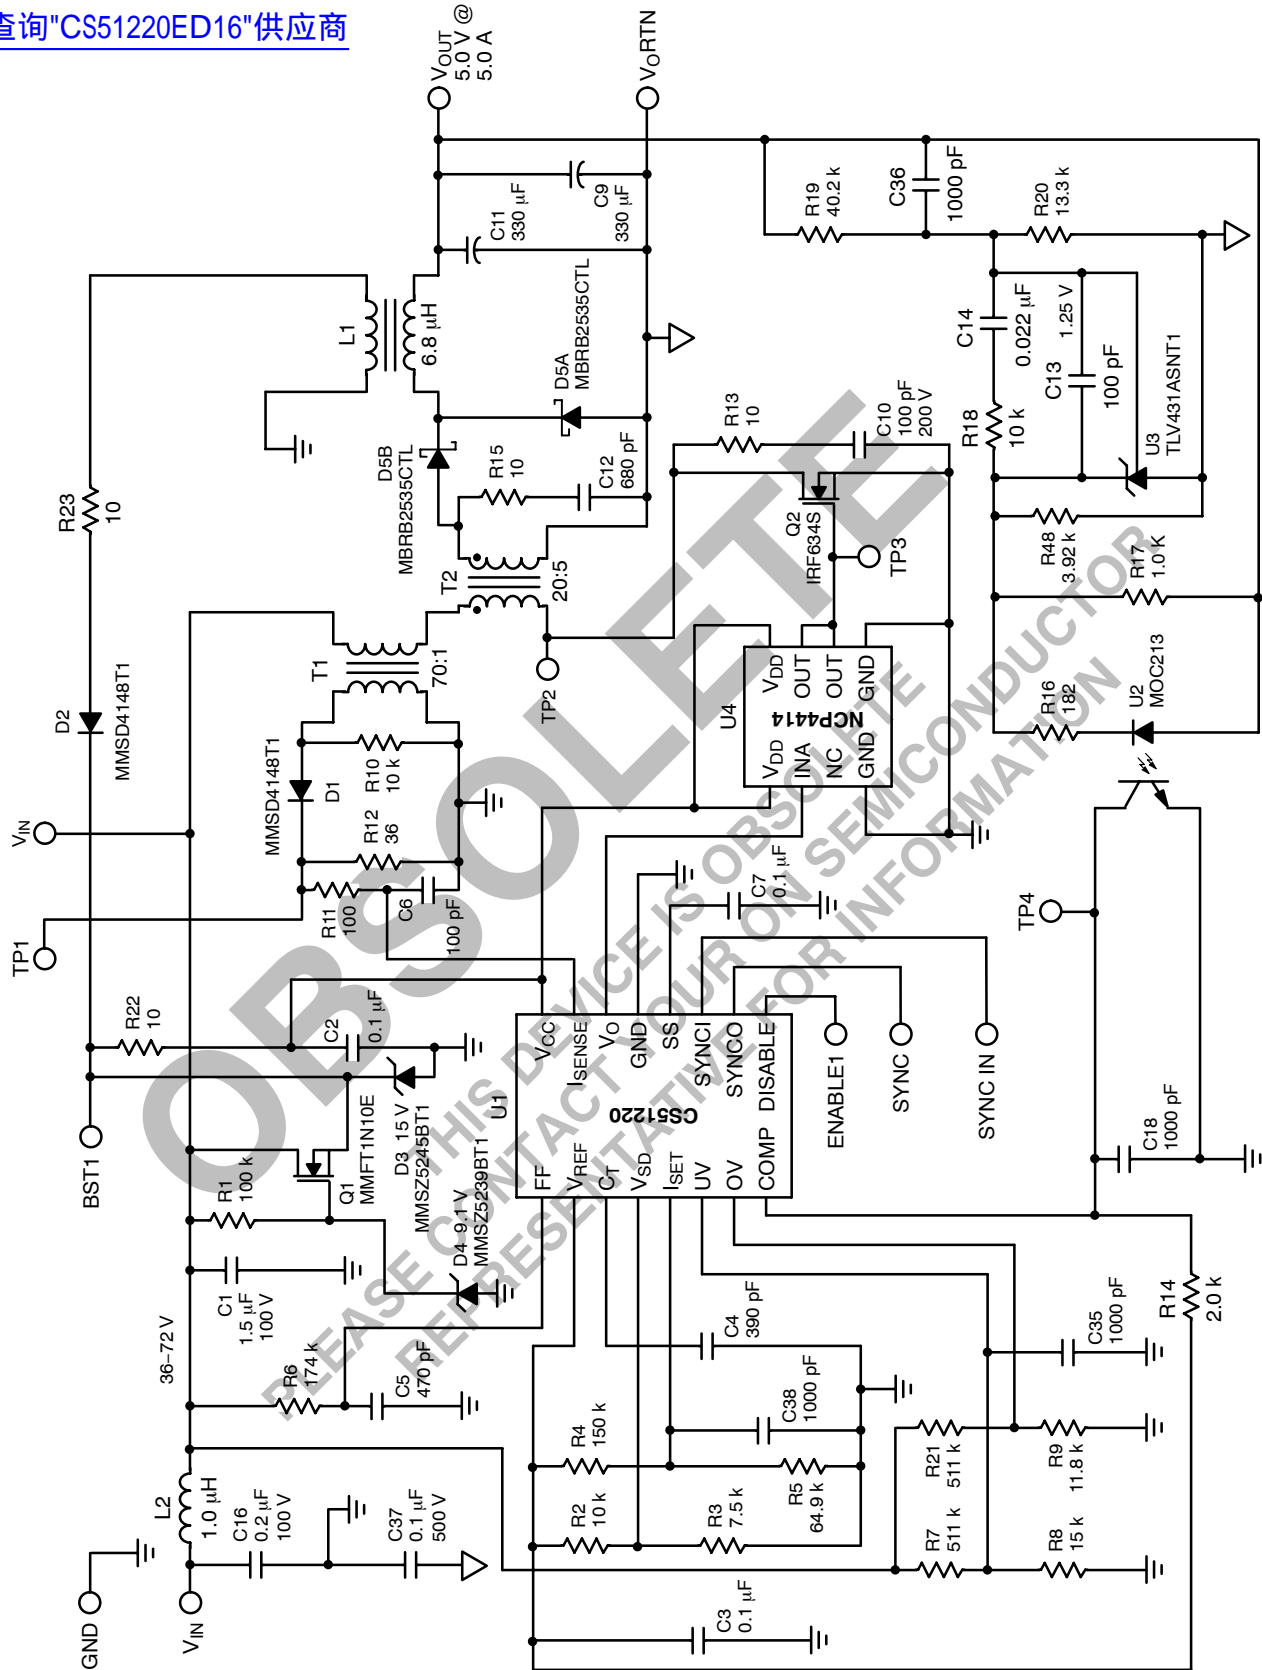 查询"CS51220ED16"供应商
VOUT
5.0 V @
5.0 A
VORTN
C11
330 µF
C9
330 µF
L1
6.8 µH
D5A
MBRB2535CTL
D5B
MBRB2535CTL
R15
10
C12
680 pF
T2
20:5
R23
10
D2
MMSD4148T1
VIN
T1
70:1
TP2
MMSD4148T1
D1
R10
10 k
R12
36
R11
100
C6
100 pF
TP1
R22
10
C2
0.1 µF
BST1
D3 15 V
MMSZ5245BT1
Q1
MMFT1N10E
R1
100 k
D4 9.1 V
MMSZ5239BT1
C1
1.5 µF
100 V
36–72 V
R6
174 k
C5
470 pF
L2
1.0 µH
C16
0.2 µF
100 V
C37
0.1 µF
500 V
GND
VIN
R19
40.2 k
C36
1000 pF
R20
13.3 k
C14
0.022 µF
1.25 V
C13
100 pF
R18
10 k
U3
TLV431ASNT1
R48
3.92 k
R17
1.0 K
R16
182
U2
MOC213
R13
10
C10
100 pF
200 V
Q2
IRF634S
TP3
U4
NCP4414
VDD
OUT
OUT
GND
VDD
INA
NC
GND
C7
0.1 µF
TP4
U1
CS51220
VCC
ISENSE
VO
GND
SS
SYNCI
SYNCO
DISABLE
FF
VREF
CT
VSD
ISET
UV
OV
COMP
ENABLE1
SYNC
SYNC IN
C18
1000 pF
R14
2.0 k
C4
390 pF
C38
1000 pF
C35
1000 pF
R4
150 k
R5
64.9 k
R2
10 k
R3
7.5 k
R21
511 k
R9
11.8 k
R7
511 k
R8
15 k
C3
0.1 µF
OBSOLETE
THIS DEVICE IS OBSOLETE
PLEASE CONTACT YOUR ON SEMICONDUCTOR
REPRESENTATIVE FOR INFORMATION